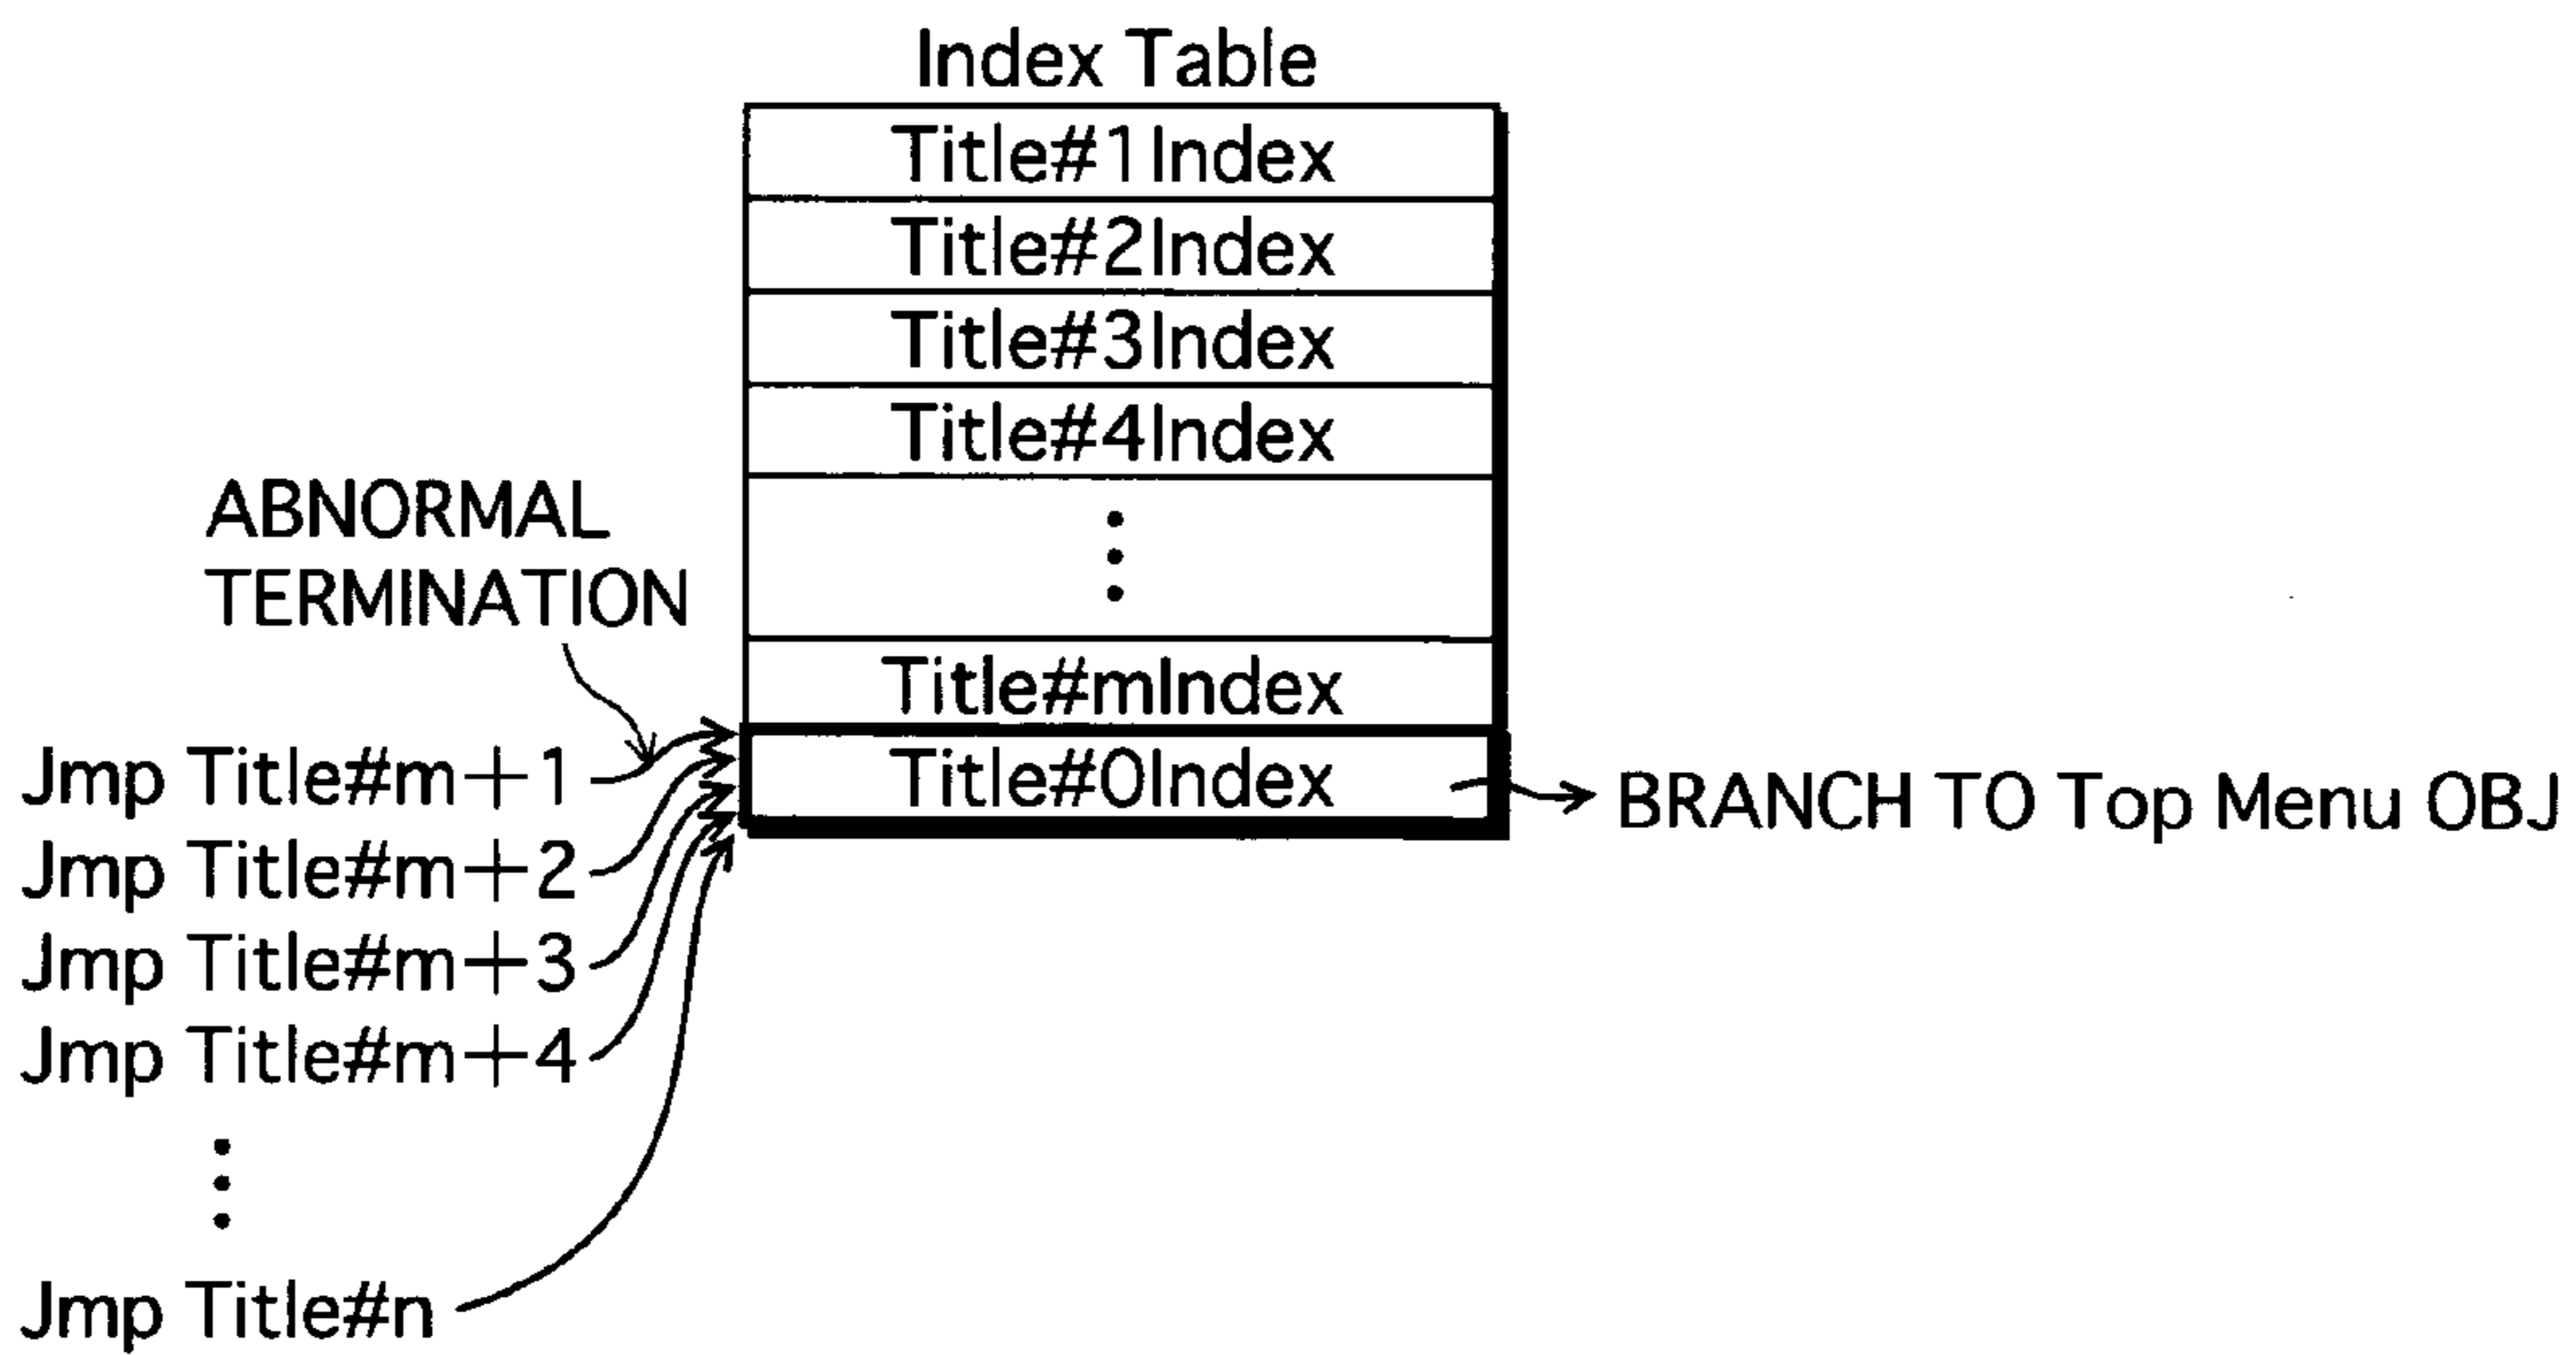 Index Table
Title#1Index
Title#2Index
Title#3Index
Title#4Index
ABNORMAL
TERMINATION
Title#mIndex
Jmp Title#m+1
Title#0Index
BRANCH TO Top Menu OBJ
Jmp Title#m+2
Jmp Title#m+3
Jmp Title#m+4
Jmp Title#n